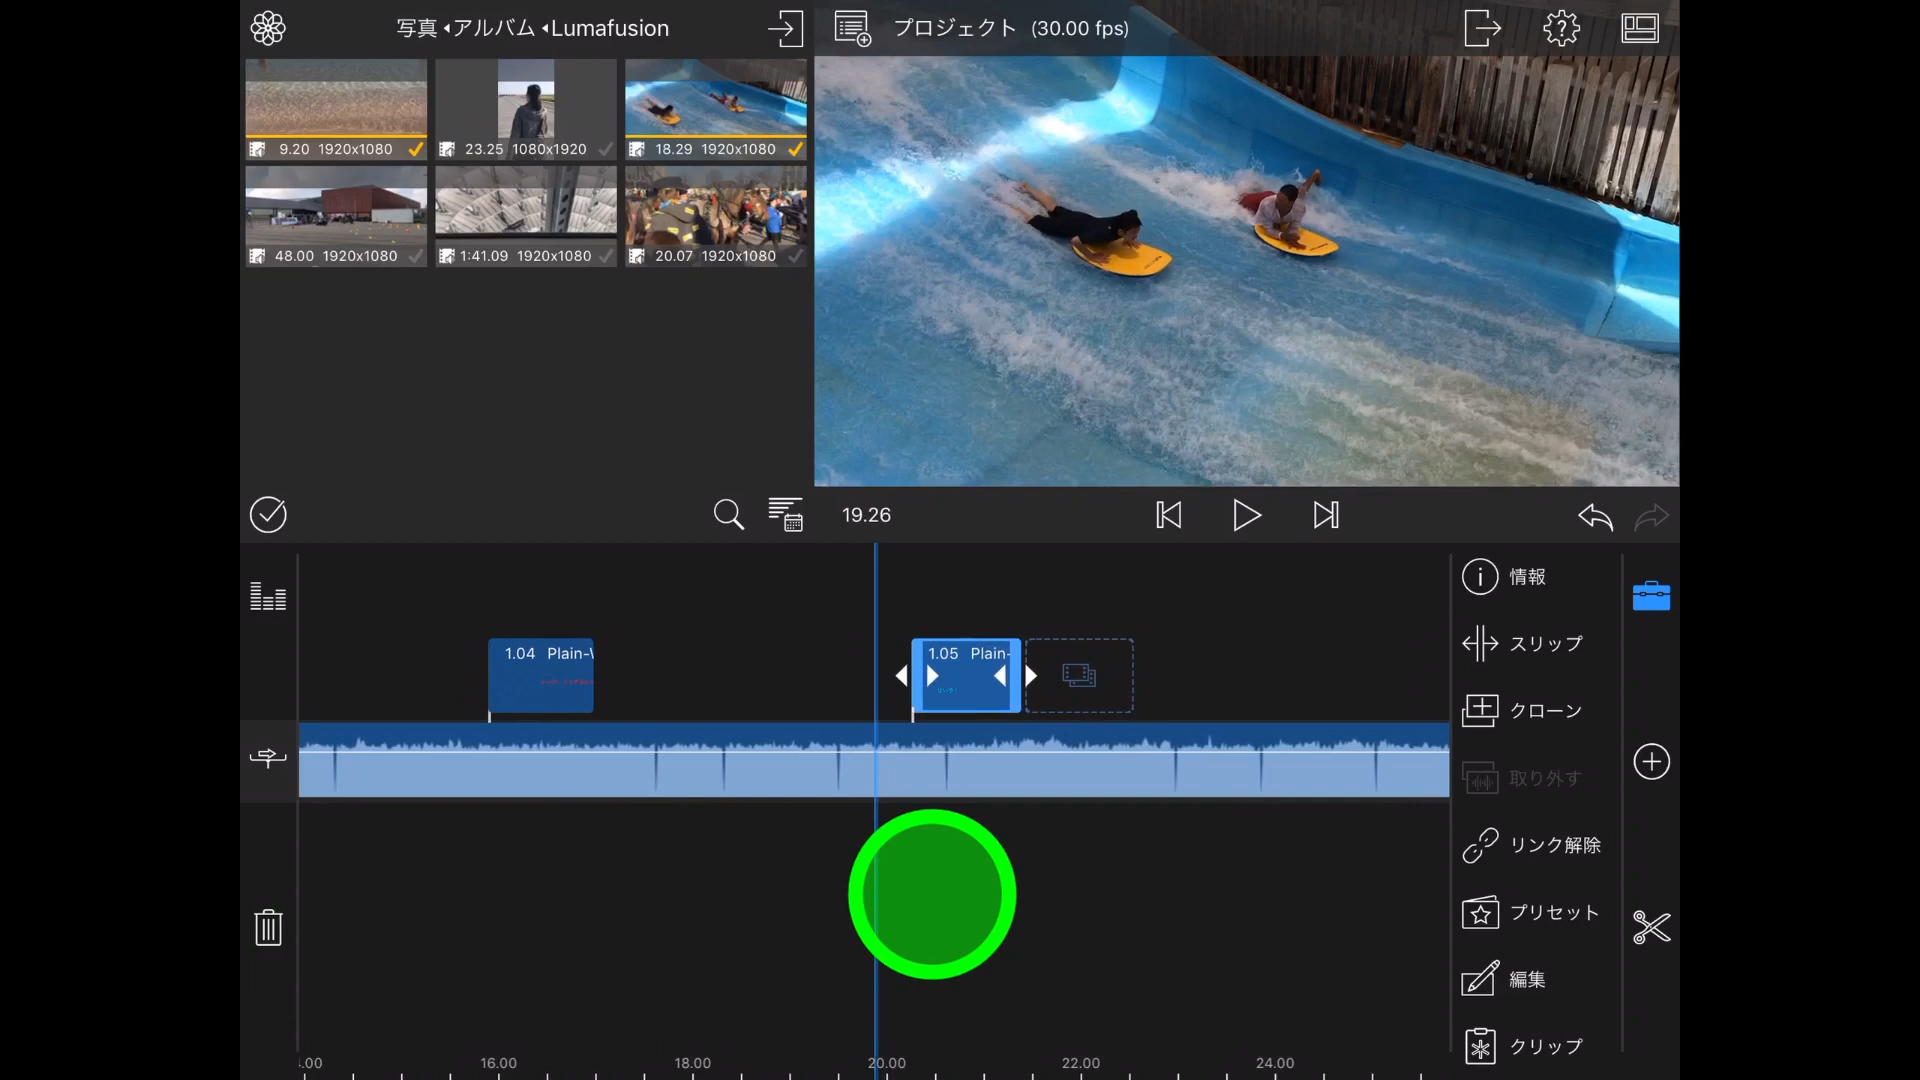 写真 アルバム Lumafusion
プロジェクト (30.00 fps)
9.20 1920x1080
23.25 1080x1920
18.29 1920x1080
48.00 1920x1080
1:41.09 1920x1080
20.07 1920x1080
19.26
情報
スリップ
クローン
取り外す
リンク解除
プリセット
編集
クリップ
1.04 Plain-
1.05 Plain-
16.00
18.00
20.00
22.00
24.00